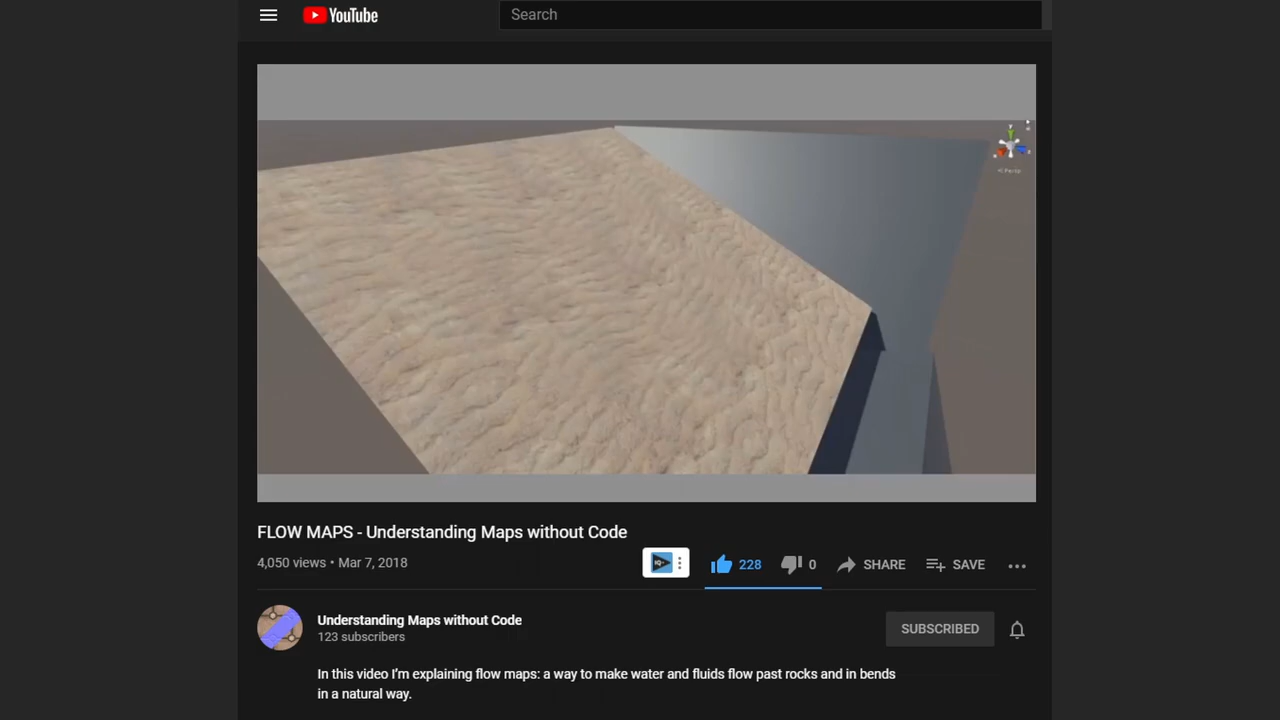 YouTube
Search
FLOW MAPS - Understanding Maps without Code
4,050 views • Mar 7, 2018
228
0
SHARE
SAVE
Understanding Maps without Code
123 subscribers
SUBSCRIBED
In this video I'm explaining flow maps: a way to make water and fluids flow past rocks and in bends
in a natural way.